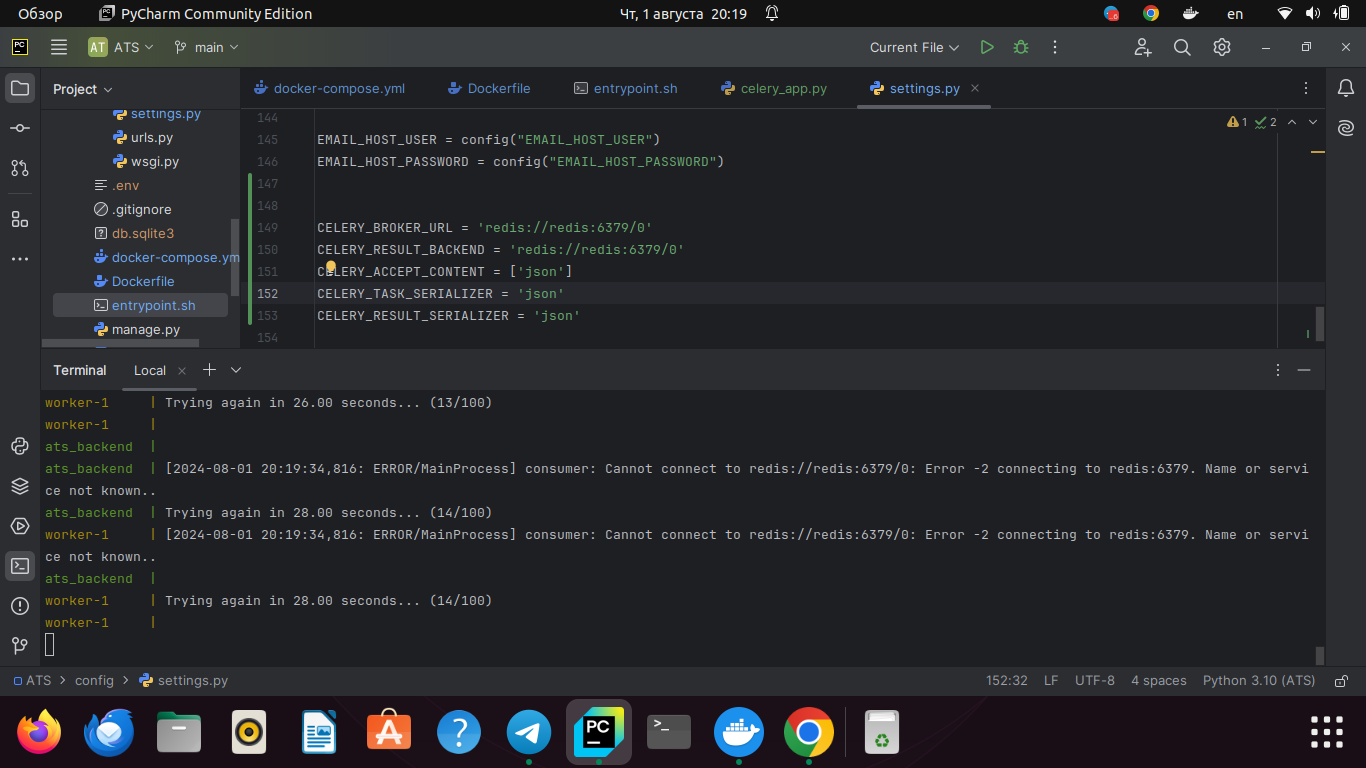 Обзор
PyCharm Community Edition
Чт, 1 августа 20:19
en
AT ATS
main
Current File
Project
docker-compose.yml
Dockerfile
entrypoint.sh
celery_app.py
settings.py
settings.py
urls.py
wsgi.py
.env
.gitignore
db.sqlite3
docker-compose.ym
Dockerfile
entrypoint.sh
manage.py
1 2
144
145 EMAIL_HOST_USER = config("EMAIL_HOST_USER")
146 EMAIL_HOST_PASSWORD = config("EMAIL_HOST_PASSWORD")
147
148
149 CELERY_BROKER_URL = 'redis://redis:6379/0'
150 CELERY_RESULT_BACKEND = 'redis://redis:6379/0'
151 CELERY_ACCEPT_CONTENT = ['json']
152 CELERY_TASK_SERIALIZER = 'json'
153 CELERY_RESULT_SERIALIZER = 'json'
154
Terminal
Local
worker-1 | Trying again in 26.00 seconds... (13/100)
worker-1 |
ats_backend |
ats_backend | [2024-08-01 20:19:34,816: ERROR/MainProcess] consumer: Cannot connect to redis://redis:6379/0: Error -2 connecting to redis:6379. Name or servi
ce not known..
ats_backend | Trying again in 28.00 seconds... (14/100)
worker-1 | [2024-08-01 20:19:34,816: ERROR/MainProcess] consumer: Cannot connect to redis://redis:6379/0: Error -2 connecting to redis:6379. Name or servi
ce not known..
ats_backend |
worker-1 | Trying again in 28.00 seconds... (14/100)
worker-1 |
ATS > config > settings.py
152:32 LF UTF-8 4 spaces Python 3.10 (ATS)